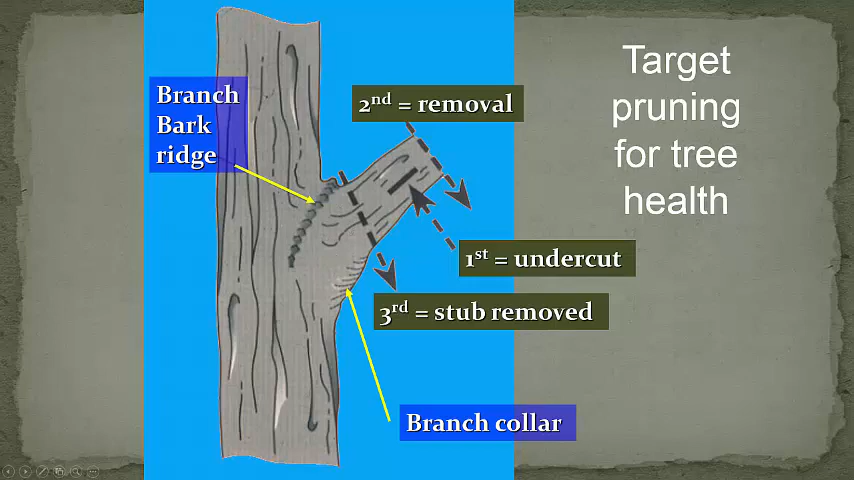 Target
pruning
for tree
health
Branch
Bark
ridge
2nd = removal
1st = undercut
3rd = stub removed
Branch collar